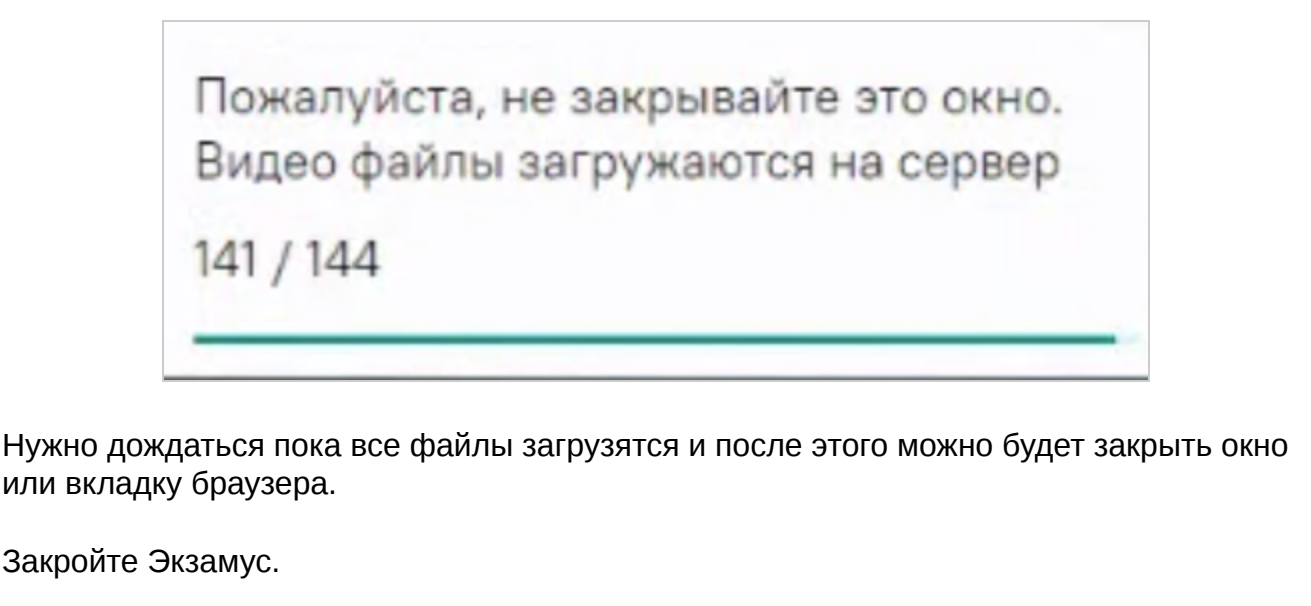 Пожалуйста, не закрывайте это окно.
Видео файлы загружаются на сервер
141 / 144
Нужно дождаться пока все файлы загрузятся и после этого можно будет закрыть окно
или вкладку браузера.
Закройте Экзамус.